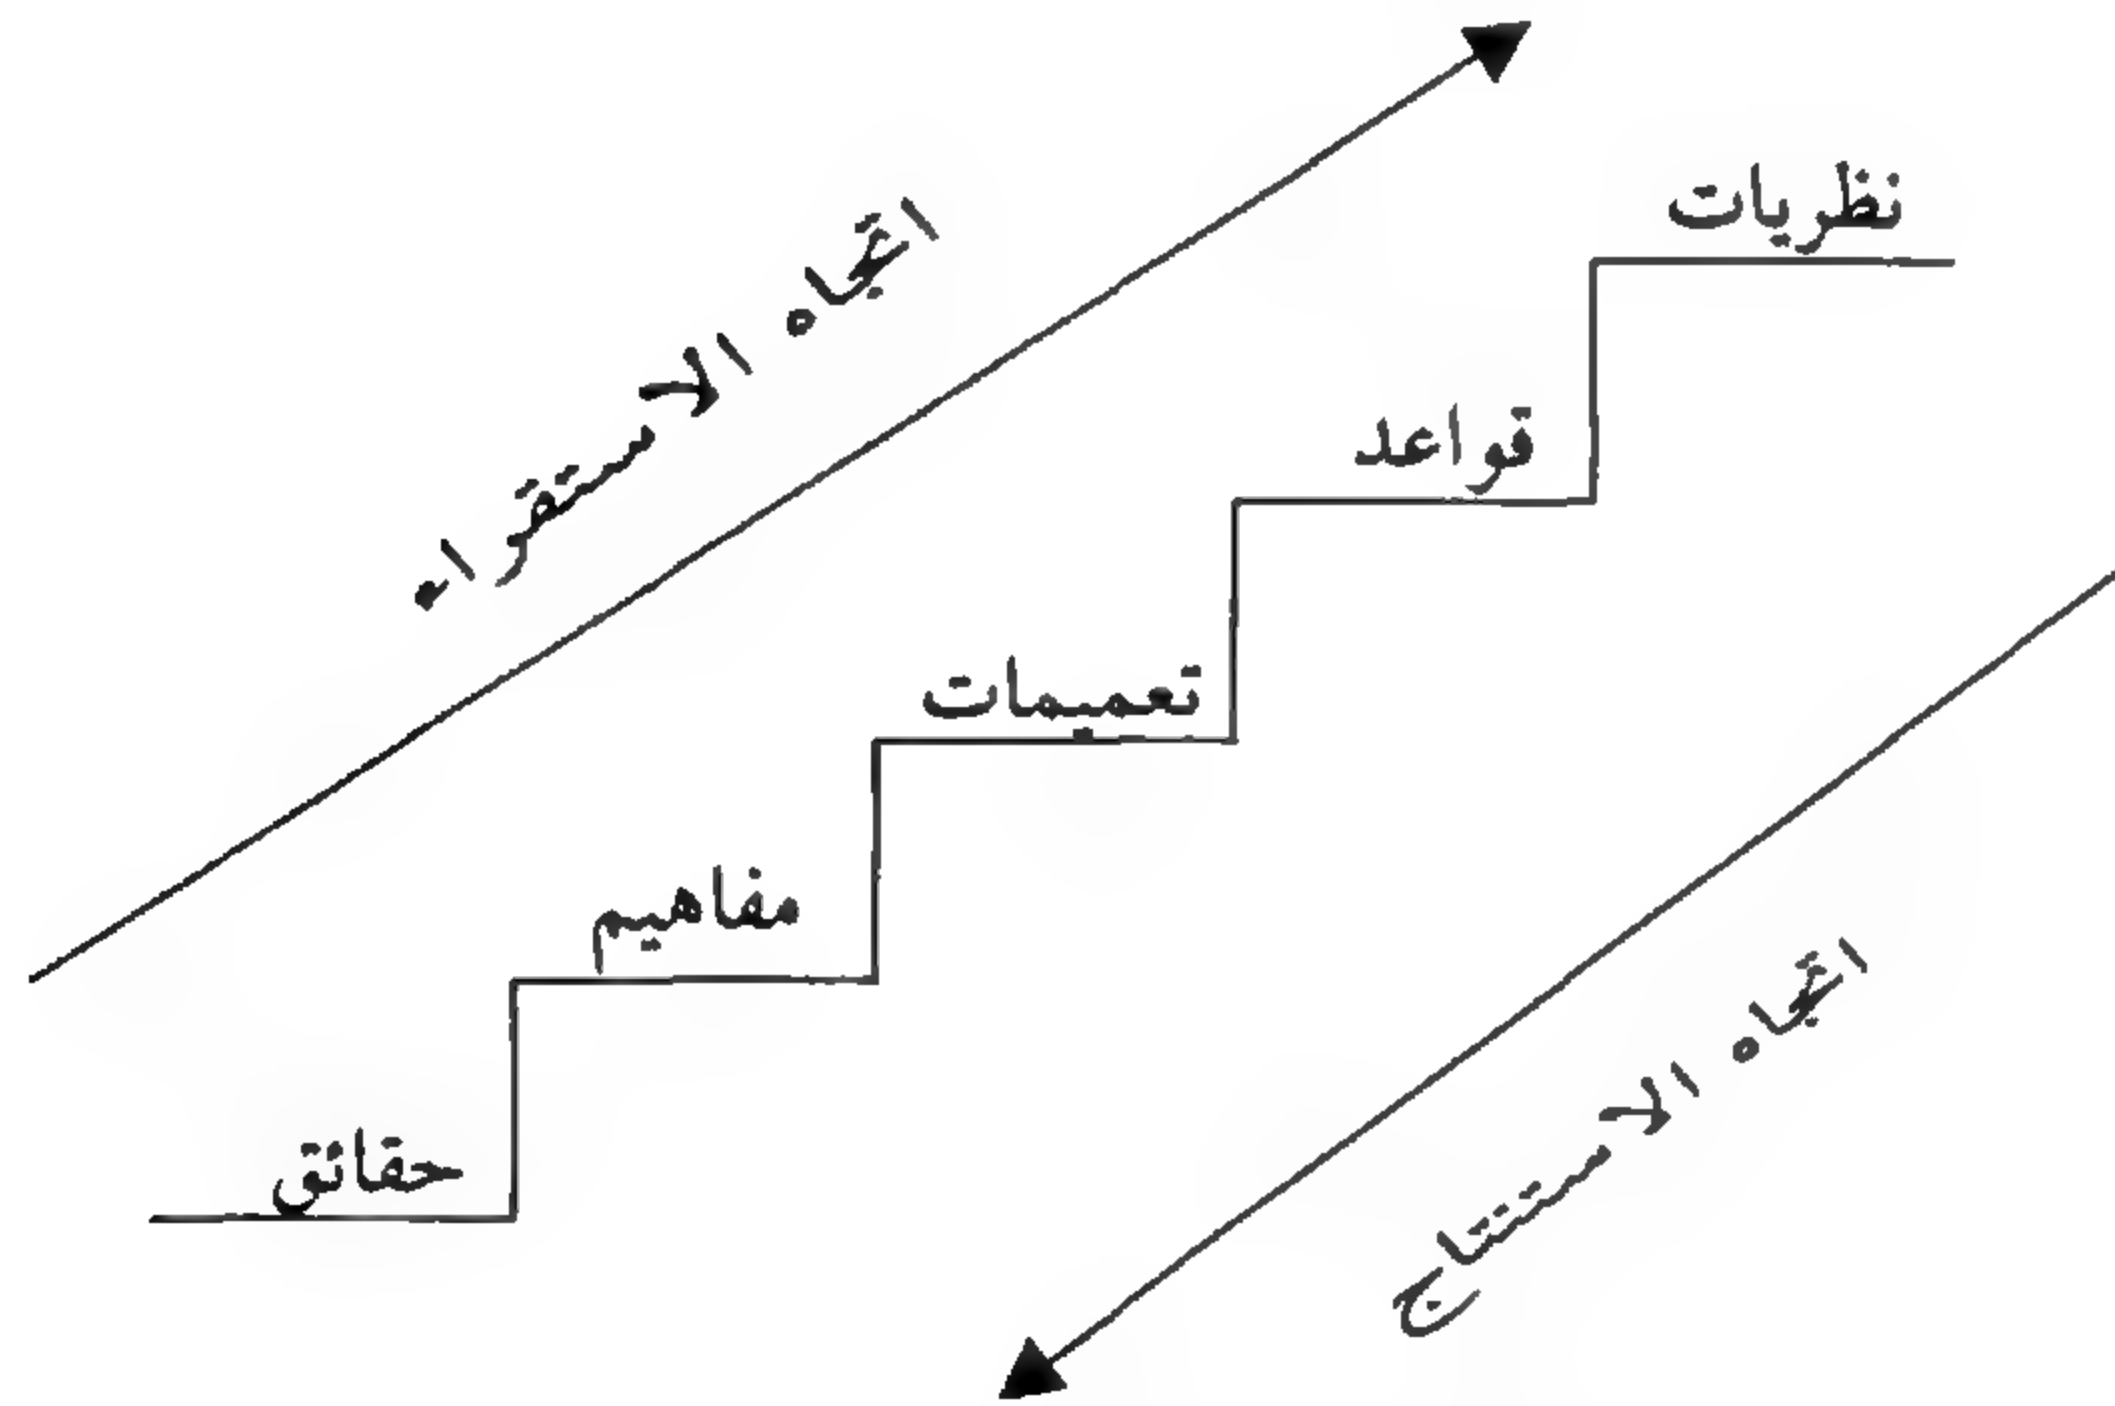 نظريات
اتجاه الاستقراء
قواعد
تعميمات
مفاهيم
اتجاه الاستنتاج
حقائق